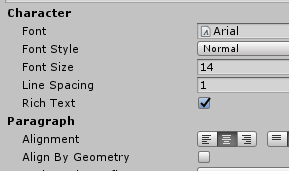 Character
Font Arial
Font Style Normal
Font Size 14
Line Spacing 1
Rich Text
Paragraph
Alignment
Align By Geometry